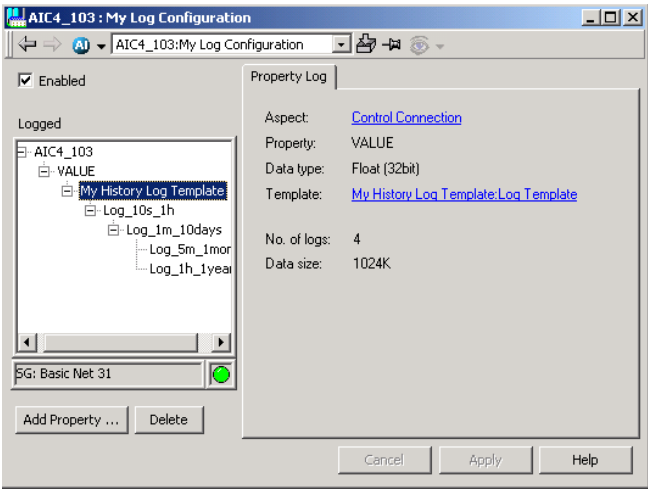 AIC4_103 : My Log Configuration
AIC4_103:My Log Configuration
Enabled
Property Log
Logged
AIC4_103
VALUE
My History Log Template
Log_10s_1h
Log_1m_10days
Log_5m_1mor
Log_1h_1year
Aspect: Control Connection
Property: VALUE
Data type: Float (32bit)
Template: My History Log Template:Log Template
No. of logs: 4
Data size: 1024K
SG: Basic Net 31
Add Property ... Delete
Cancel Apply Help